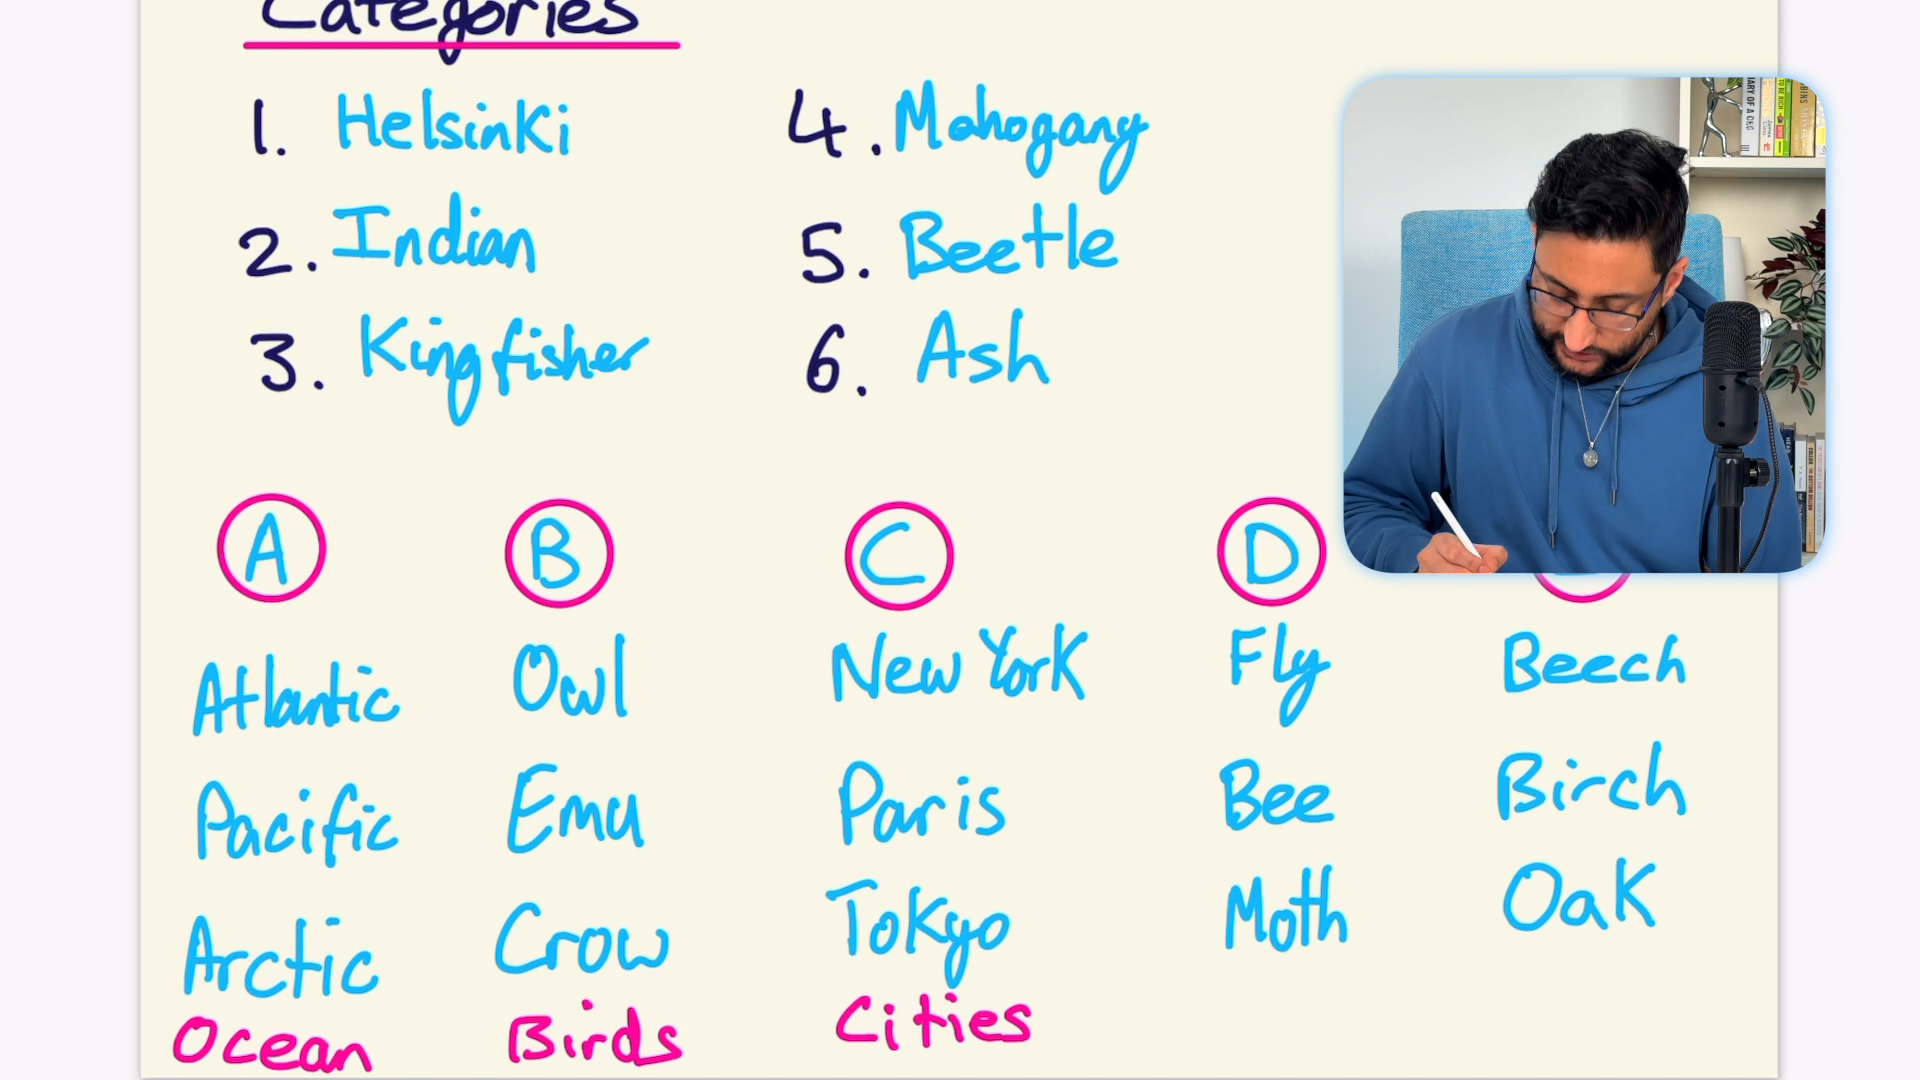 Categories
1. Helsinki
2. Indian
3. Kingfisher
4. Mahogany
5. Beetle
6. Ash
A
B
C
D
Atlantic
Owl
New York
Fly
Beech
Pacific
Emu
Paris
Bee
Birch
Arctic
Crow
Tokyo
Moth
Oak
Ocean
Birds
Cities